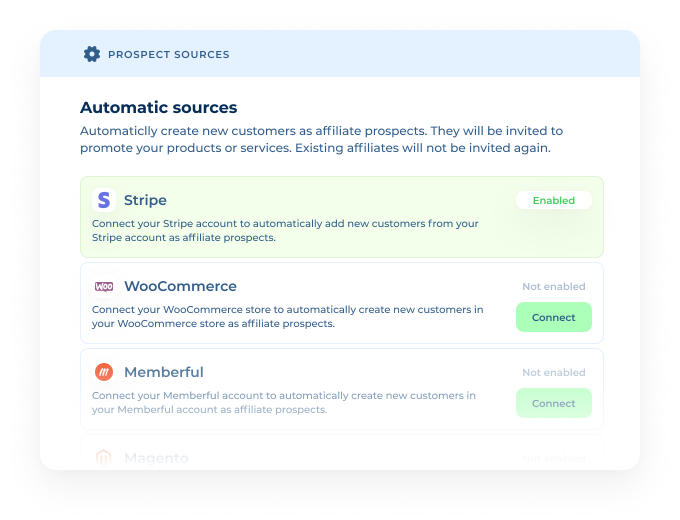 PROSPECT SOURCES
Automatic sources
Automaticlly create new customers as affiliate prospects. They will be invited to
promote your products or services. Existing affiliates will not be invited again.
Stripe
Enabled
Connect your Stripe account to automatically add new customers from your
Stripe account as affiliate prospects.
Woo
WooCommerce
Not enabled
Connect your WooCommerce store to automatically create new customers in
your WooCommerce store as affiliate prospects.
Connect
Memberful
Not enabled
Connect your Memberful account to automatically create new customers in
your Memberful account as affiliate prospects.
Connect
Magento
Not enabled